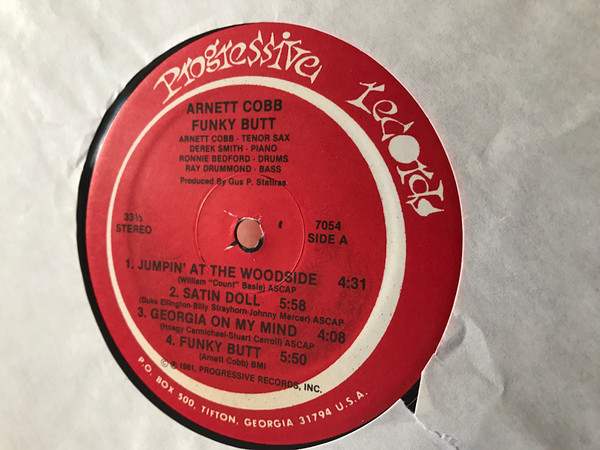 Progressive records
ARNETT COBB
FUNKY BUTT
ARNETT COBB - TENOR SAX
DEREK SMITH - PIANO
RONNIE BEDFORD - DRUMS
RAY DRUMMOND - BASS
Produced By Gus P. Statiras
33⅓
STEREO
7054
SIDE A
1. JUMPIN' AT THE WOODSIDE 4:31
(William "Count" Basie) ASCAP
2. SATIN DOLL 5:58
(Duke Ellington-Billy Strayhorn-Johnny Mercer) ASCAP
3. GEORGIA ON MY MIND 4:08
(Hoagy Carmichael-Stuart Carroll) ASCAP
4. FUNKY BUTT 5:50
(Arnett Cobb) BMI
© ℗ 1981, PROGRESSIVE RECORDS, INC.
P.O. BOX 500, TIFTON, GEORGIA 31794 U.S.A.